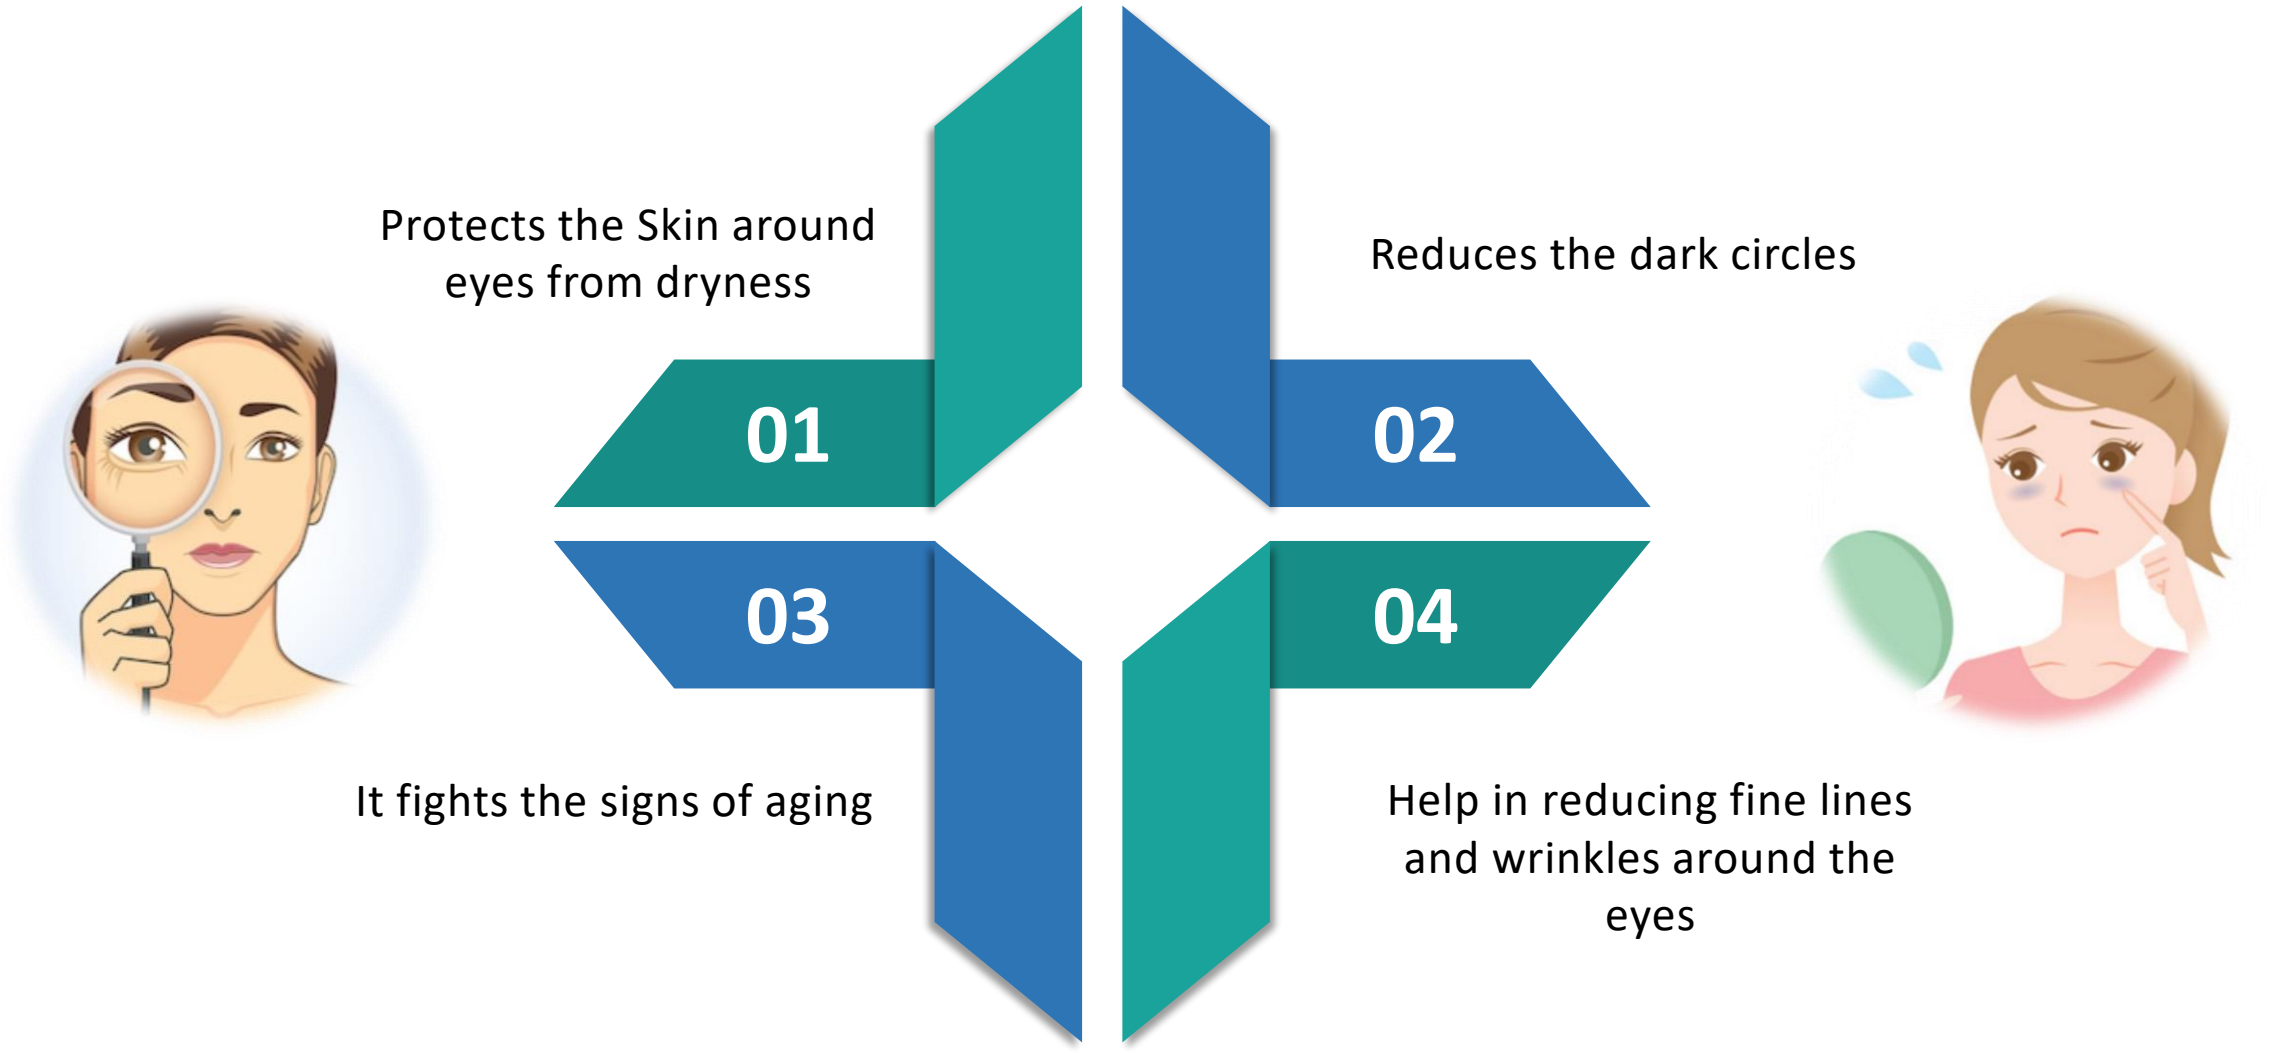 Protects the Skin around
eyes from dryness
01
Reduces the dark circles
02
03
It fights the signs of aging
04
Help in reducing fine lines
and wrinkles around the
eyes